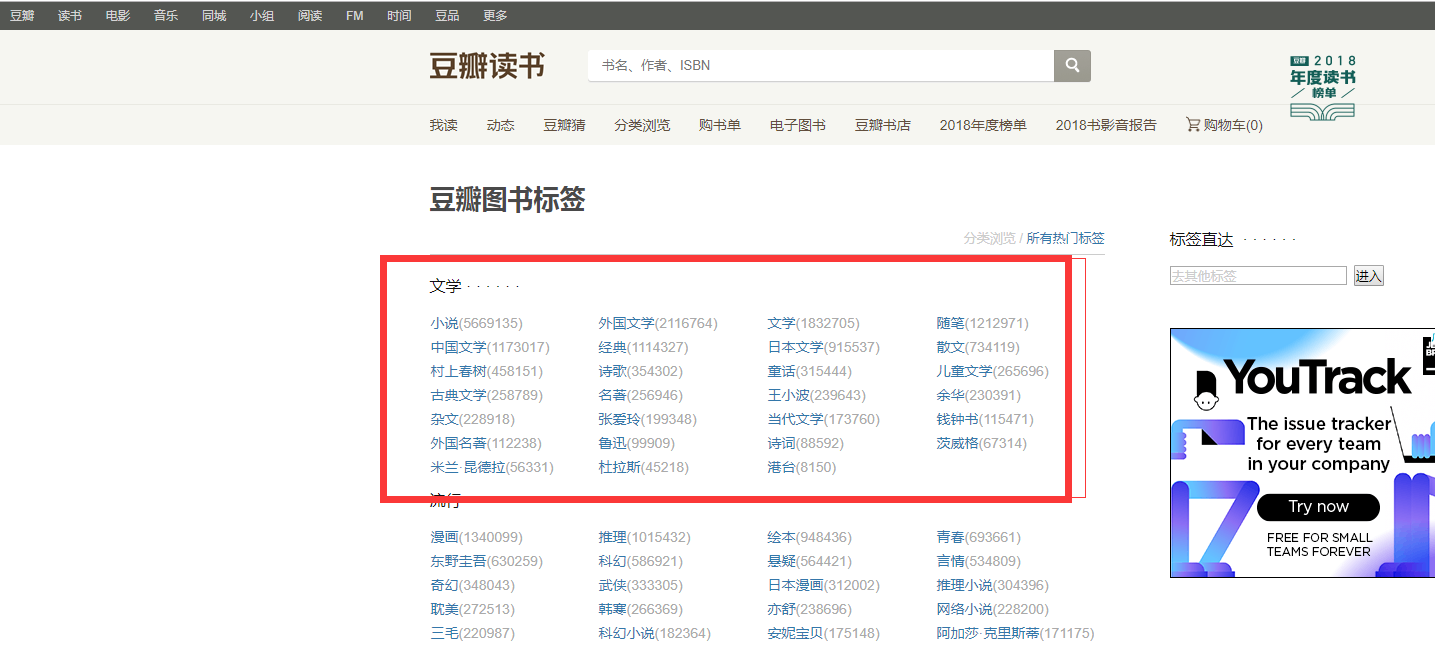 豆瓣 读书 电影 音乐 同城 小组 阅读 FM 时间 豆品 更多
豆瓣读书
书名、作者、ISBN
豆瓣 2018
年度读书
榜单
我读 动态 豆瓣猜 分类浏览 购书单 电子图书 豆瓣书店 2018年度榜单 2018书影音报告 购物车(0)
豆瓣图书标签
分类浏览 / 所有热门标签
标签直达 · · · · · ·
去其他标签 进入
文学 · · · · · ·
小说(5669135) 外国文学(2116764) 文学(1832705) 随笔(1212971)
中国文学(1173017) 经典(1114327) 日本文学(915537) 散文(734119)
村上春树(458151) 诗歌(354302) 童话(315444) 儿童文学(265696)
古典文学(258789) 名著(256946) 王小波(239643) 余华(230391)
杂文(228918) 张爱玲(199348) 当代文学(173760) 钱钟书(115471)
外国名著(112238) 鲁迅(99909) 诗词(88592) 茨威格(67314)
米兰·昆德拉(56331) 杜拉斯(45218) 港台(8150)
流行
漫画(1340099) 推理(1015432) 绘本(948436) 青春(693661)
东野圭吾(630259) 科幻(586921) 悬疑(564421) 言情(534809)
奇幻(348043) 武侠(333305) 日本漫画(312002) 推理小说(304396)
耽美(272513) 韩寒(266369) 亦舒(238696) 网络小说(228200)
三毛(220987) 科幻小说(182364) 安妮宝贝(175148) 阿加莎·克里斯蒂(171175)
YouTrack
The issue tracker
for every team
in your company
Try now
FREE FOR SMALL
TEAMS FOREVER